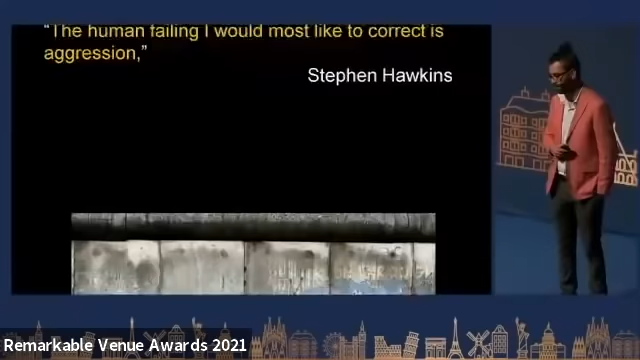 “The human failing I would most like to correct is
aggression,”
Stephen Hawkins
Remarkable Venue Awards 2021